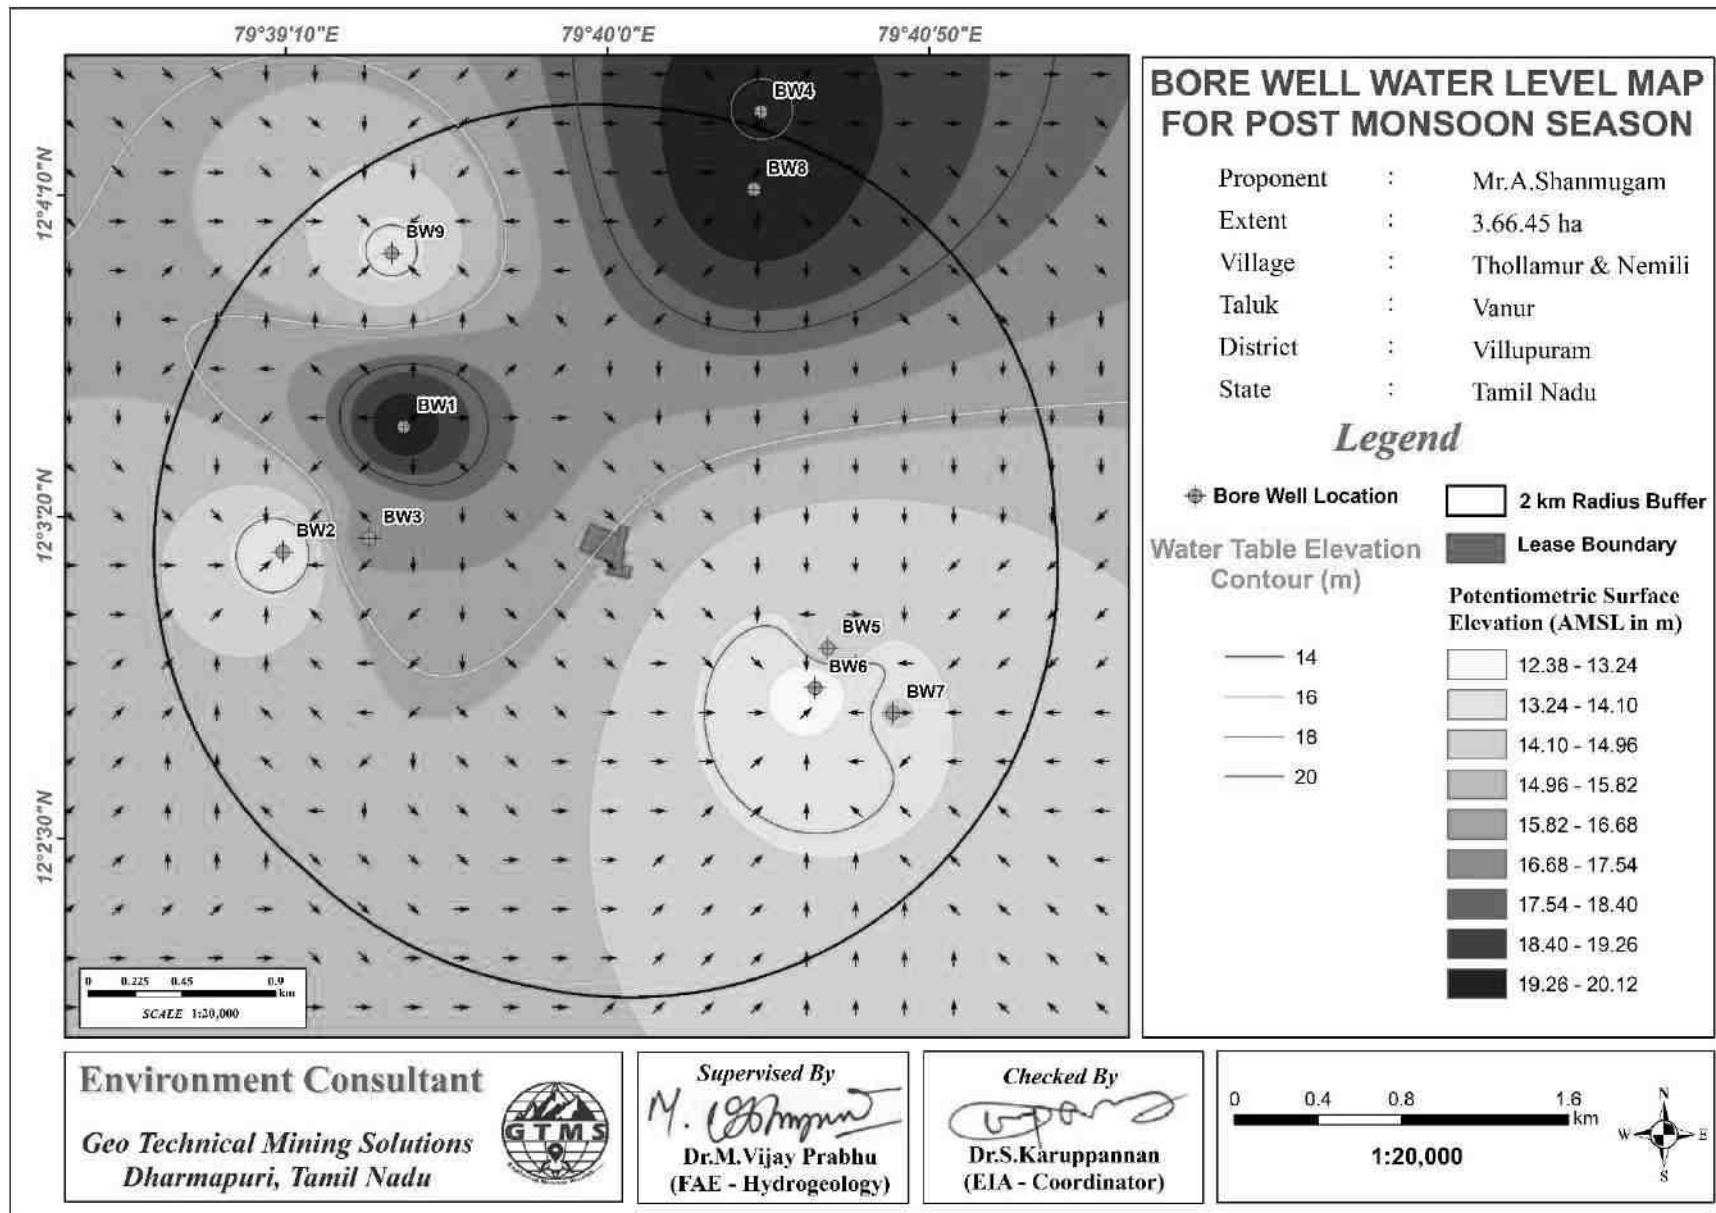 79°39'10"E
79°40'0"E
79°40'50"E
12°4'10"N
12°3'20"N
12°2'30"N
BW4
BW8
BW9
BW1
BW2
BW3
BW5
BW6
BW7
0 0.225 0.45 0.9
km
SCALE 1:20,000
BORE WELL WATER LEVEL MAP
FOR POST MONSOON SEASON
Proponent : Mr.A.Shanmugam
Extent : 3.66.45 ha
Village : Thollamur & Nemili
Taluk : Vanur
District : Villupuram
State : Tamil Nadu
Legend
Bore Well Location
2 km Radius Buffer
Lease Boundary
Water Table Elevation
Contour (m)
14
16
18
20
Potentiometric Surface
Elevation (AMSL in m)
12.38 - 13.24
13.24 - 14.10
14.10 - 14.96
14.96 - 15.82
15.82 - 16.68
16.68 - 17.54
17.54 - 18.40
18.40 - 19.26
19.26 - 20.12
Environment Consultant
Geo Technical Mining Solutions
Dharmapuri, Tamil Nadu
GTMS
Supervised By
Dr.M.Vijay Prabhu
(FAE - Hydrogeology)
Checked By
Dr.S.Karuppannan
(EIA - Coordinator)
0 0.4 0.8 1.6
km
1:20,000
N
W E
S